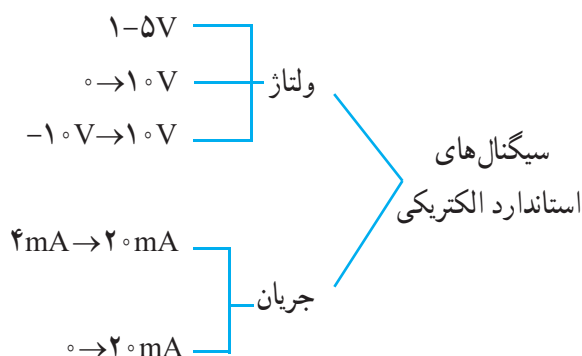 سیگنال‌های
استاندارد الکتریکی
ولتاژ
۱–۵V
۰→۱۰V
–۱۰V→۱۰V
جریان
۴mA→۲۰mA
۰→۲۰mA